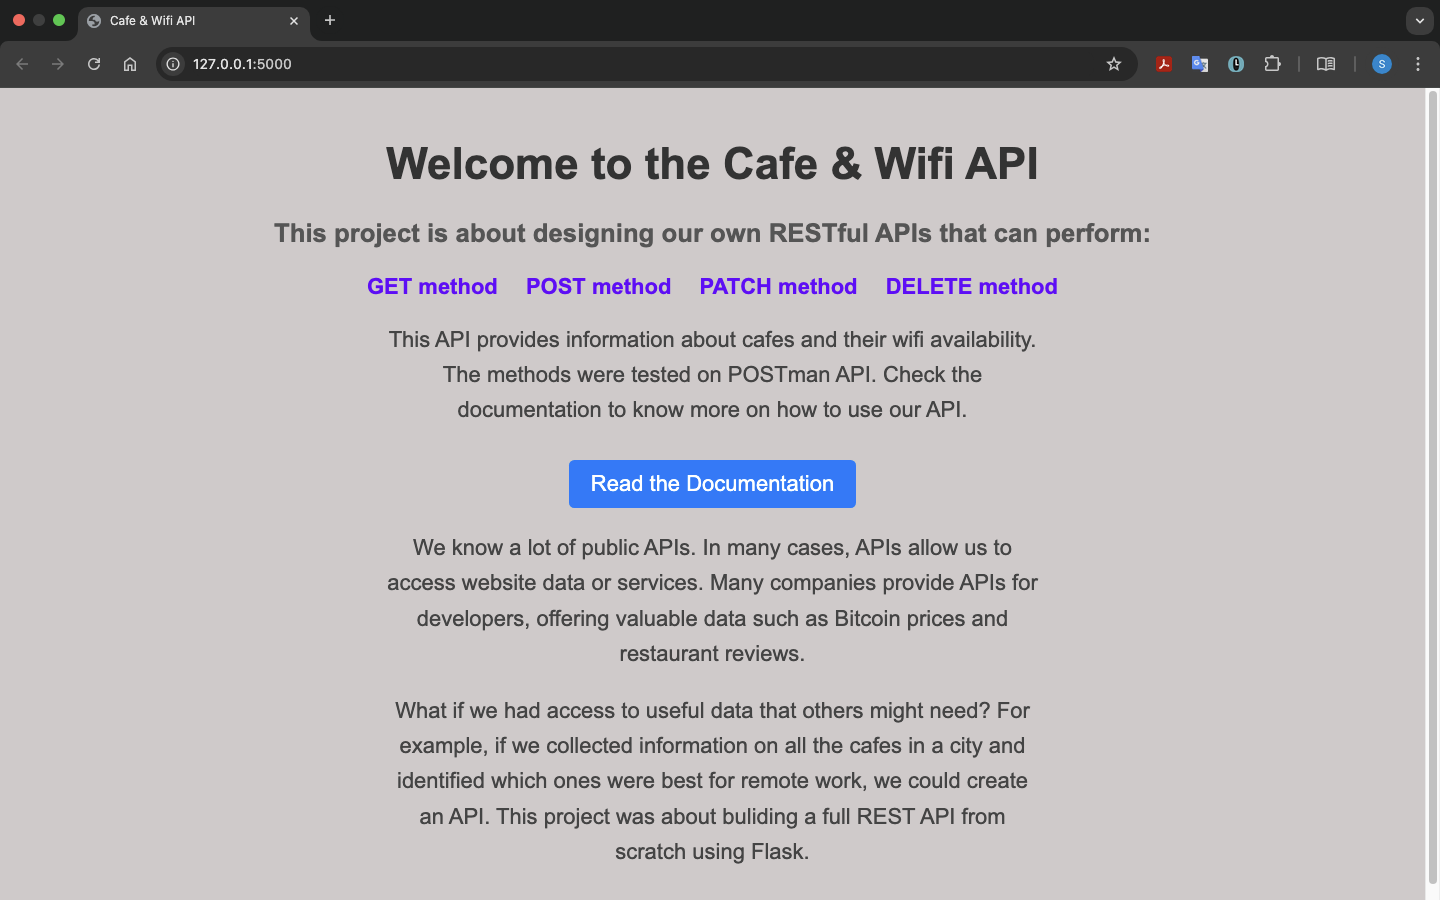 Cafe & Wifi API
127.0.0.1:5000
S
Welcome to the Cafe & Wifi API
This project is about designing our own RESTful APIs that can perform:
GET method POST method PATCH method DELETE method
This API provides information about cafes and their wifi availability.
The methods were tested on POSTman API. Check the
documentation to know more on how to use our API.
Read the Documentation
We know a lot of public APIs. In many cases, APIs allow us to
access website data or services. Many companies provide APIs for
developers, offering valuable data such as Bitcoin prices and
restaurant reviews.
What if we had access to useful data that others might need? For
example, if we collected information on all the cafes in a city and
identified which ones were best for remote work, we could create
an API. This project was about buliding a full REST API from
scratch using Flask.